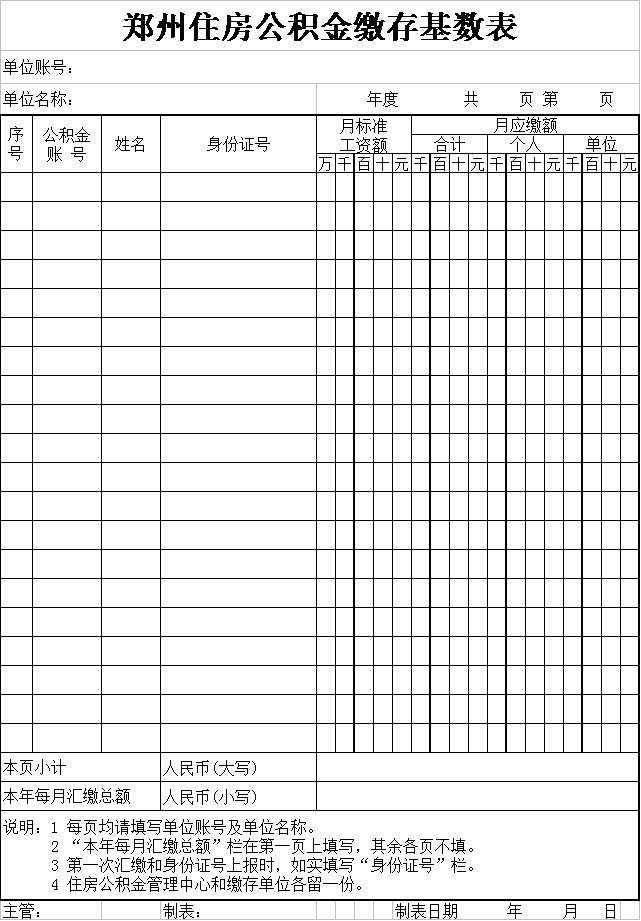 郑州住房公积金缴存基数表
单位账号：
单位名称： 年度 共 页 第 页
序号 公积金账 号 姓名 身份证号 月标准工资额 月应缴额
合计 个人 单位
万 千 百 十 元 千 百 十 元 千 百 十 元 千 百 十 元
本页小计 人民币(大写)
本年每月汇缴总额 人民币(小写)
说明：1 每页均请填写单位账号及单位名称。
2 “本年每月汇缴总额”栏在第一页上填写，其余各页不填。
3 第一次汇缴和身份证号上报时，如实填写“身份证号”栏。
4 住房公积金管理中心和缴存单位各留一份。
主管： 制表： 制表日期 年 月 日